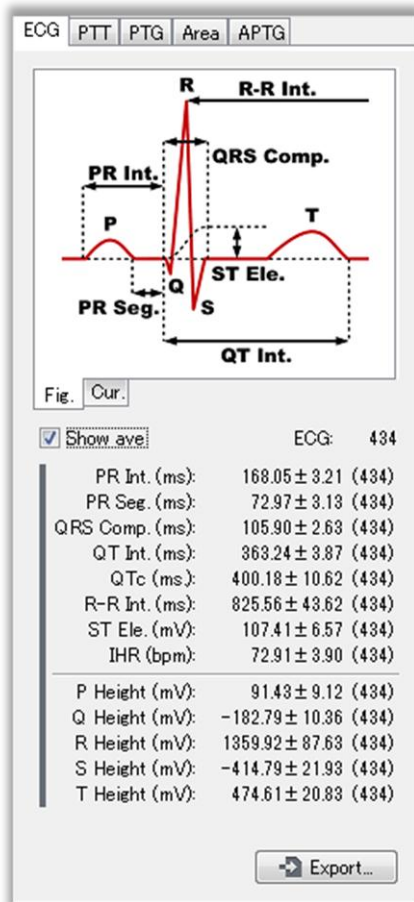 ECG PTT PTG Area APTG
R R-R Int.
QRS Comp.
PR Int.
P T
ST Ele.
Q
PR Seg. S
QT Int.
Fig. Cur.
Show ave ECG: 434
PR Int. (ms): 168.05 ± 3.21 (434)
PR Seg. (ms): 72.97 ± 3.13 (434)
QRS Comp. (ms): 105.90 ± 2.63 (434)
QT Int. (ms): 363.24 ± 3.87 (434)
QTc (ms): 400.18 ± 10.62 (434)
R-R Int. (ms): 825.56 ± 43.62 (434)
ST Ele. (mV): 107.41 ± 6.57 (434)
IHR (bpm): 72.91 ± 3.90 (434)
P Height (mV): 91.43 ± 9.12 (434)
Q Height (mV): -182.79 ± 10.36 (434)
R Height (mV): 1359.92 ± 87.63 (434)
S Height (mV): -414.79 ± 21.93 (434)
T Height (mV): 474.61 ± 20.83 (434)
Export...